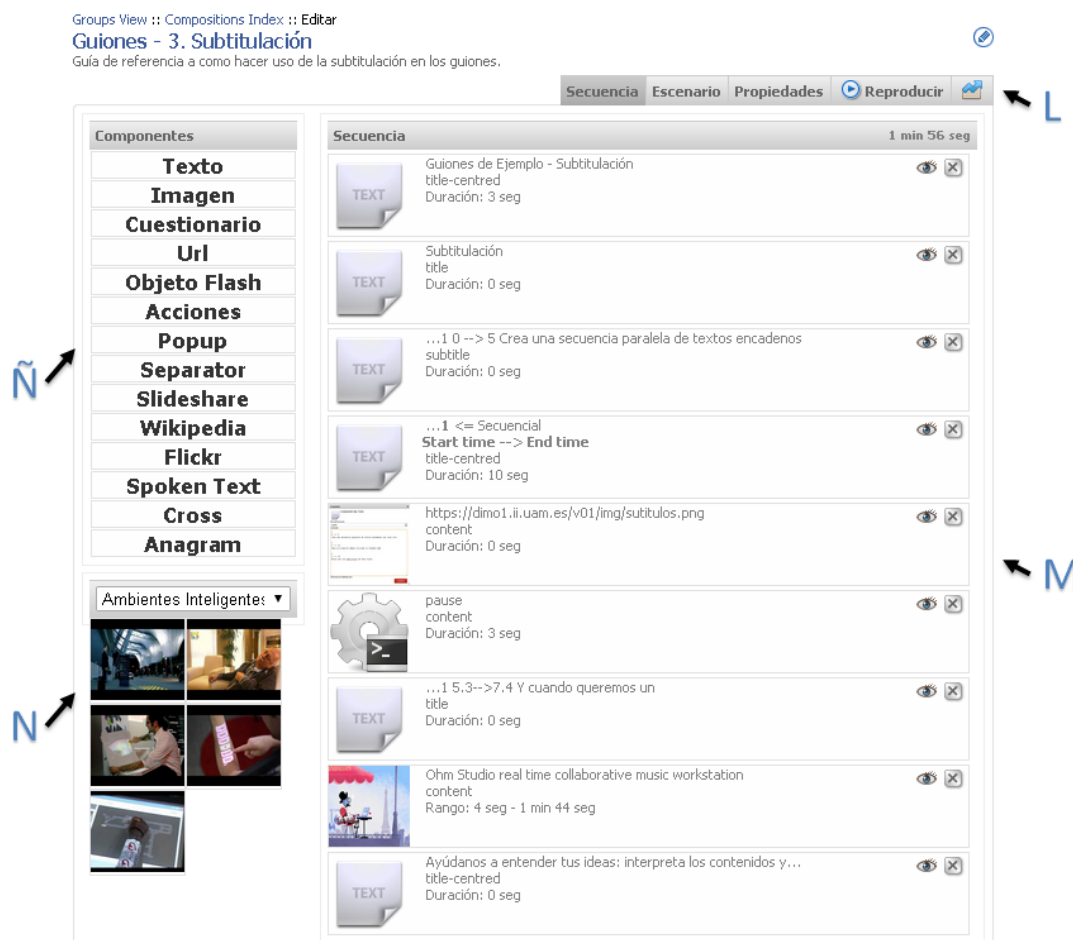 Groups View :: Compositions Index :: Editar
Guiones - 3. Subtitulación
Guía de referencia a como hacer uso de la subtitulación en los guiones.
Secuencia Escenario Propiedades Reproducir
L
Componentes
Texto
Imagen
Cuestionario
Url
Objeto Flash
Acciones
Popup
Separator
Slideshare
Wikipedia
Flickr
Spoken Text
Cross
Anagram
Ñ
Ambientes Inteligente
N
Secuencia 1 min 56 seg
TEXT
Guiones de Ejemplo - Subtitulación
title-centred
Duración: 3 seg
TEXT
Subtitulación
title
Duración: 0 seg
TEXT
...1 0 --> 5 Crea una secuencia paralela de textos encadenos
subtitle
Duración: 0 seg
TEXT
...1 <= Secuencial
Start time --> End time
title-centred
Duración: 10 seg
https://dimo1.ii.uam.es/v01/img/sutitulos.png
content
Duración: 0 seg
M
>_
pause
content
Duración: 3 seg
TEXT
...1 5.3-->7.4 Y cuando queremos un
title
Duración: 0 seg
Ohm Studio real time collaborative music workstation
content
Rango: 4 seg - 1 min 44 seg
TEXT
Ayúdanos a entender tus ideas: interpreta los contenidos y...
title-centred
Duración: 0 seg